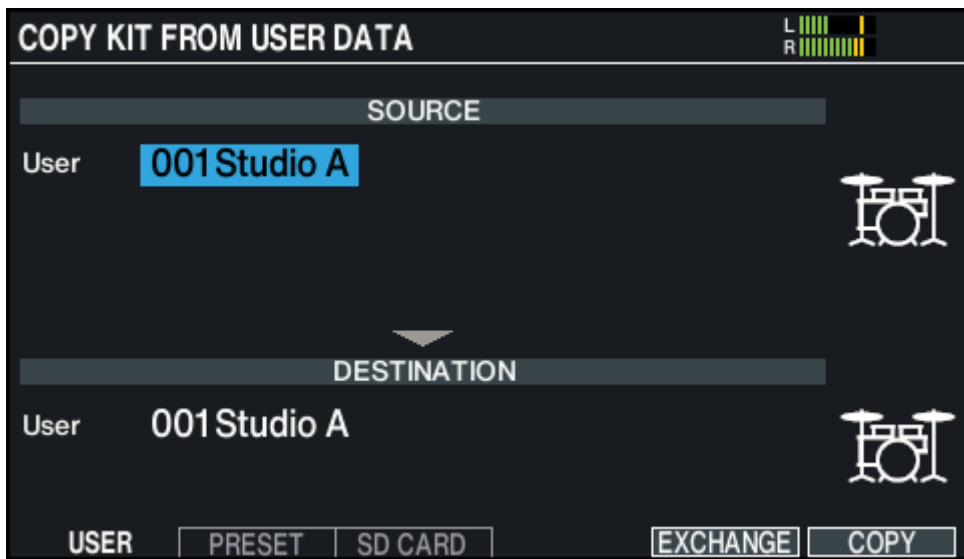 COPY KIT FROM USER DATA
L
R
SOURCE
User 001 Studio A
DESTINATION
User 001 Studio A
USER PRESET SD CARD EXCHANGE COPY